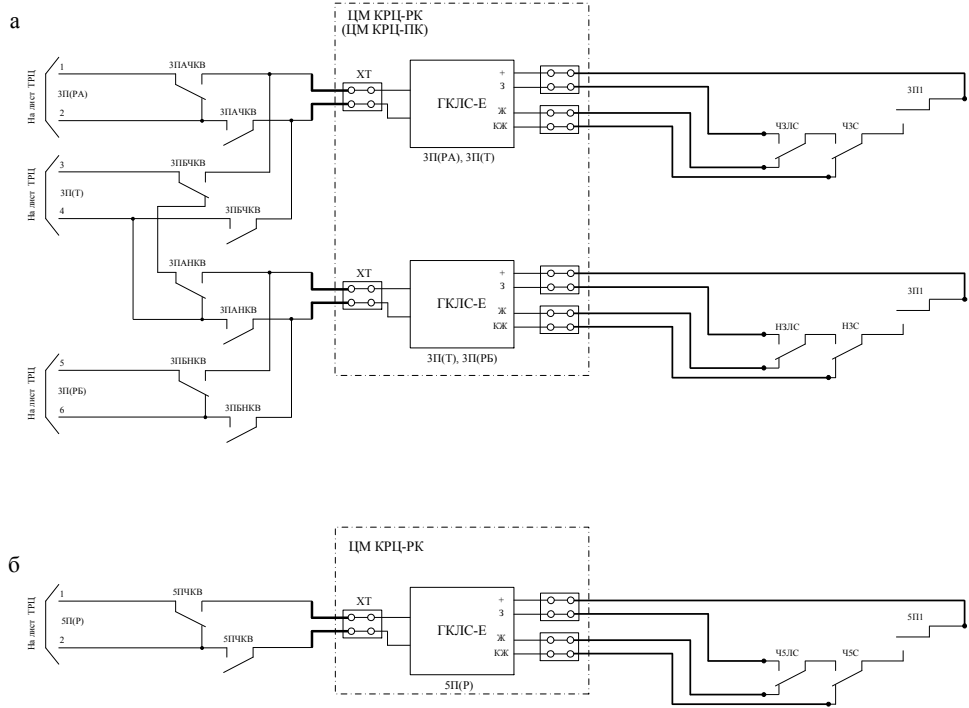 а
ЦМ КРЦ-РК
(ЦМ КРЦ-ПК)
На лист ТРЦ
1
3П(РА)
2
3ПАЧКВ
3ПАЧКВ
ХТ
ГКЛС-Е
+
З
Ж
КЖ
3П(РА), 3П(Т)
Ч3ЛС
Ч3С
3П1
На лист ТРЦ
3
3П(Т)
4
3ПБЧКВ
3ПБЧКВ
3ПАНКВ
3ПАНКВ
ХТ
ГКЛС-Е
+
З
Ж
КЖ
3П(Т), 3П(РБ)
Н3ЛС
Н3С
3П1
На лист ТРЦ
5
3П(РБ)
6
3ПБНКВ
3ПБНКВ
б
ЦМ КРЦ-РК
На лист ТРЦ
1
5П(Р)
2
5ПЧКВ
5ПЧКВ
ХТ
ГКЛС-Е
+
З
Ж
КЖ
5П(Р)
Ч5ЛС
Ч5С
5П1